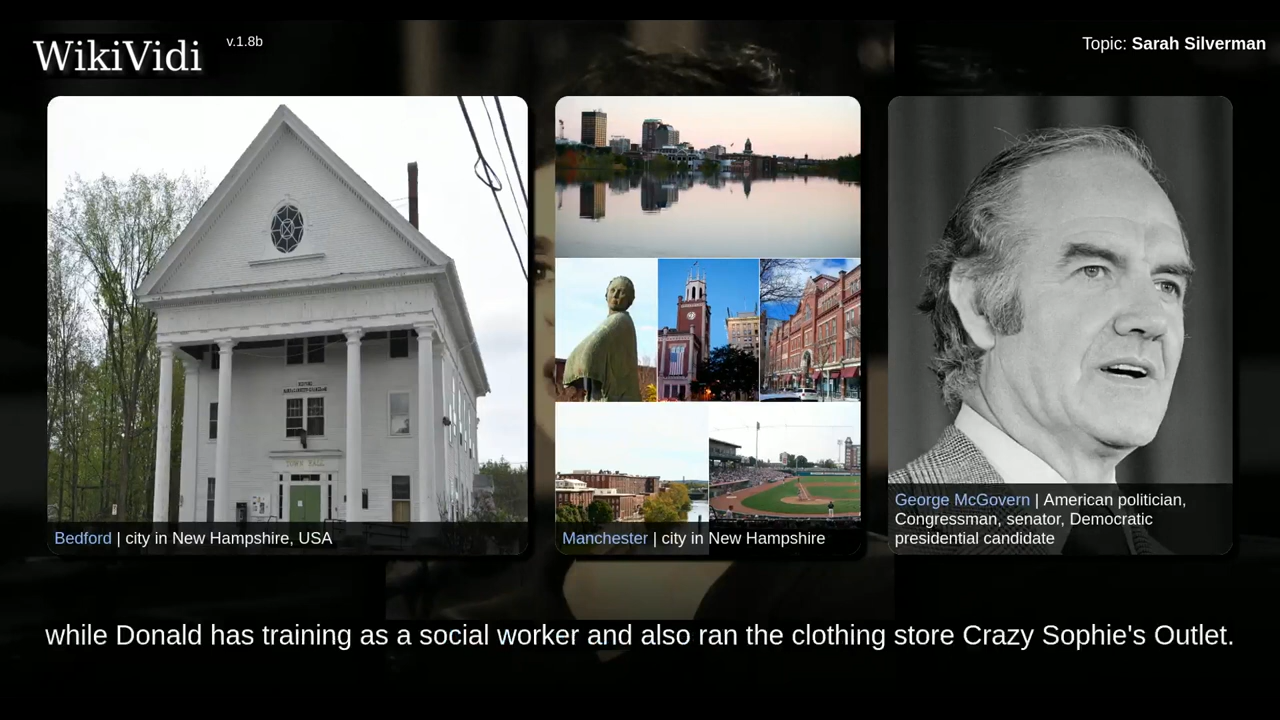 WikiVidi
v.1.8b
Topic: Sarah Silverman
TOWN HALL
Bedford | city in New Hampshire, USA
Manchester | city in New Hampshire
George McGovern | American politician,
Congressman, senator, Democratic
presidential candidate
while Donald has training as a social worker and also ran the clothing store Crazy Sophie's Outlet.